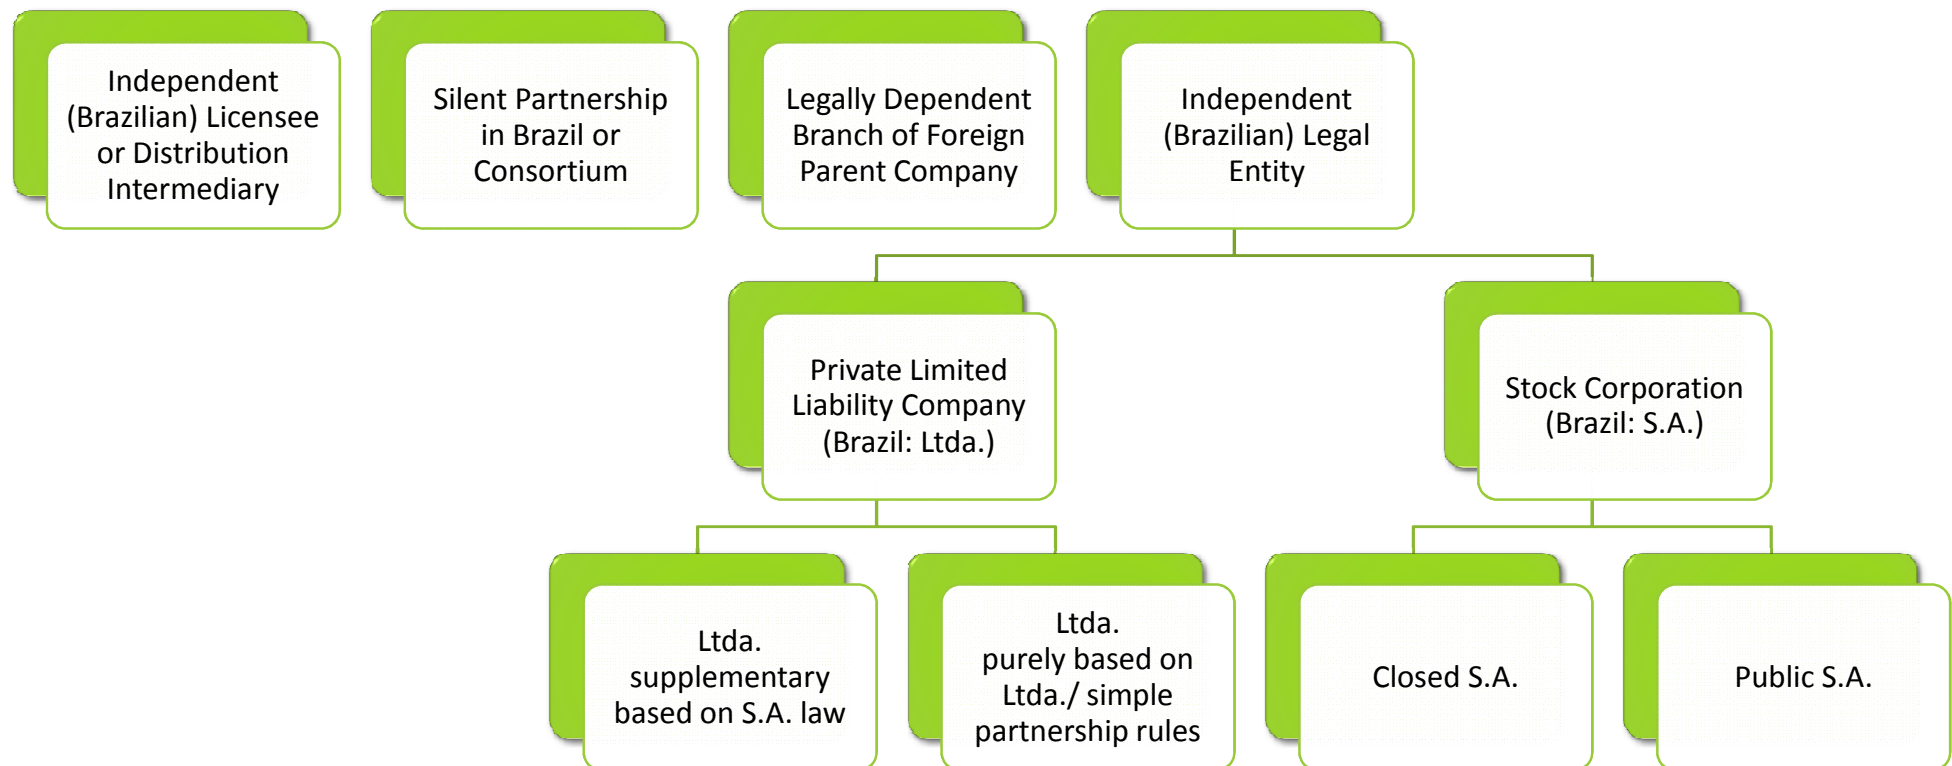 Independent
(Brazilian) Licensee
or Distribution
Intermediary
Silent Partnership
in Brazil or
Consortium
Legally Dependent
Branch of Foreign
Parent Company
Independent
(Brazilian) Legal
Entity
Private Limited
Liability Company
(Brazil: Ltda.)
Stock Corporation
(Brazil: S.A.)
Ltda.
supplementary
based on S.A. law
Ltda.
purely based on
Ltda./ simple
partnership rules
Closed S.A.
Public S.A.